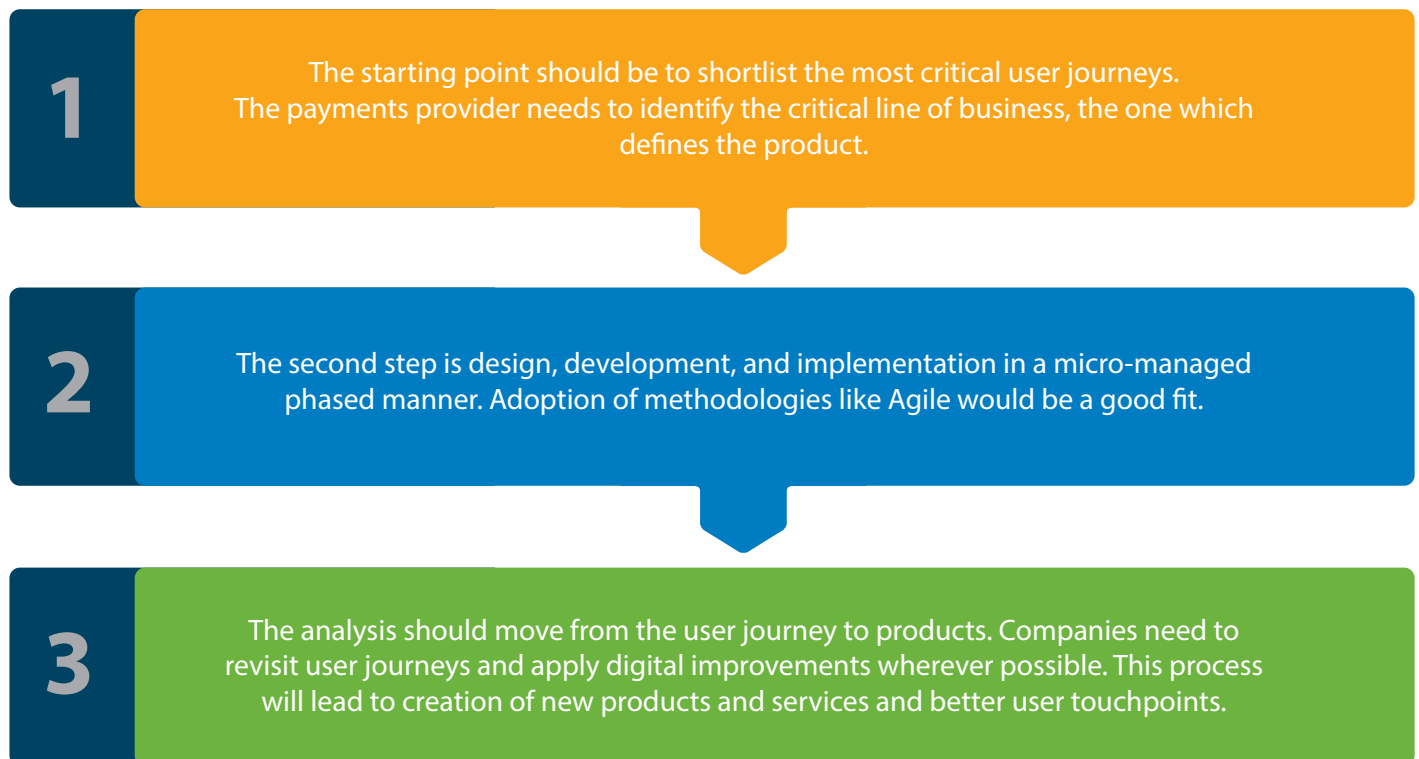 1
The starting point should be to shortlist the most critical user journeys.
The payments provider needs to identify the critical line of business, the one which
defines the product.
2
The second step is design, development, and implementation in a micro-managed
phased manner. Adoption of methodologies like Agile would be a good fit.
3
The analysis should move from the user journey to products. Companies need to
revisit user journeys and apply digital improvements wherever possible. This process
will lead to creation of new products and services and better user touchpoints.